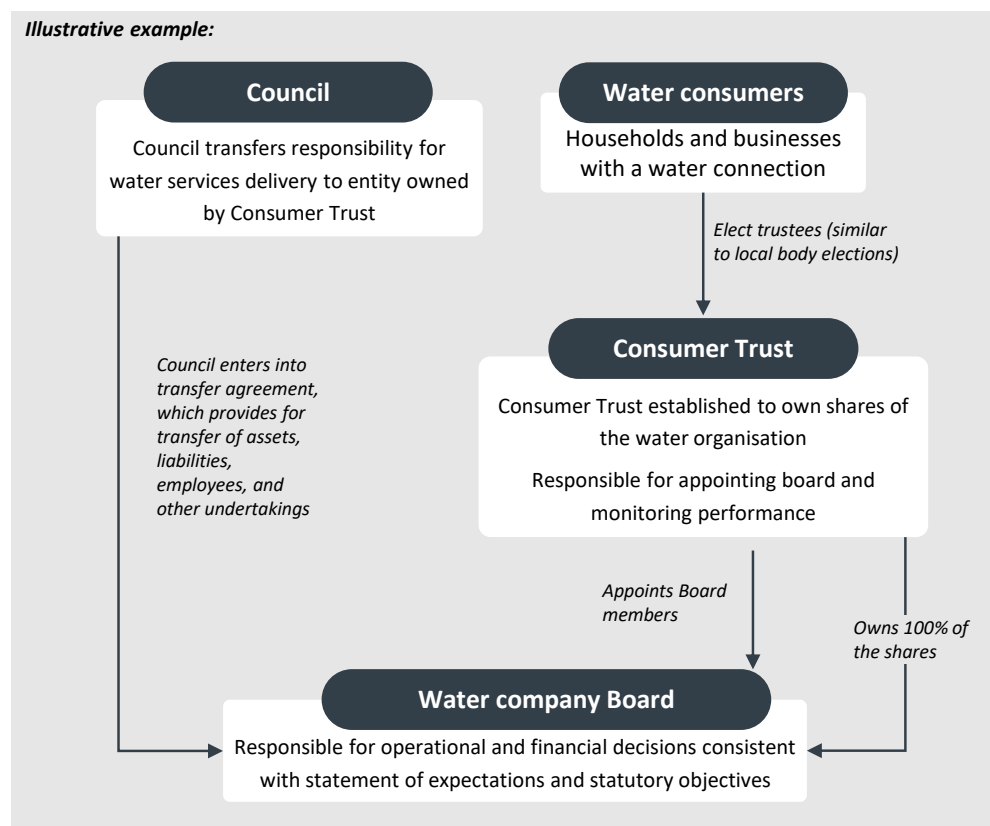 Illustrative example:
Council
Council transfers responsibility for
water services delivery to entity owned
by Consumer Trust
Water consumers
Households and businesses
with a water connection
Elect trustees (similar
to local body elections)
Consumer Trust
Consumer Trust established to own shares of
the water organisation
Responsible for appointing board and
monitoring performance
Council enters into
transfer agreement,
which provides for
transfer of assets,
liabilities,
employees, and
other undertakings
Appoints Board
members
Owns 100% of
the shares
Water company Board
Responsible for operational and financial decisions consistent
with statement of expectations and statutory objectives